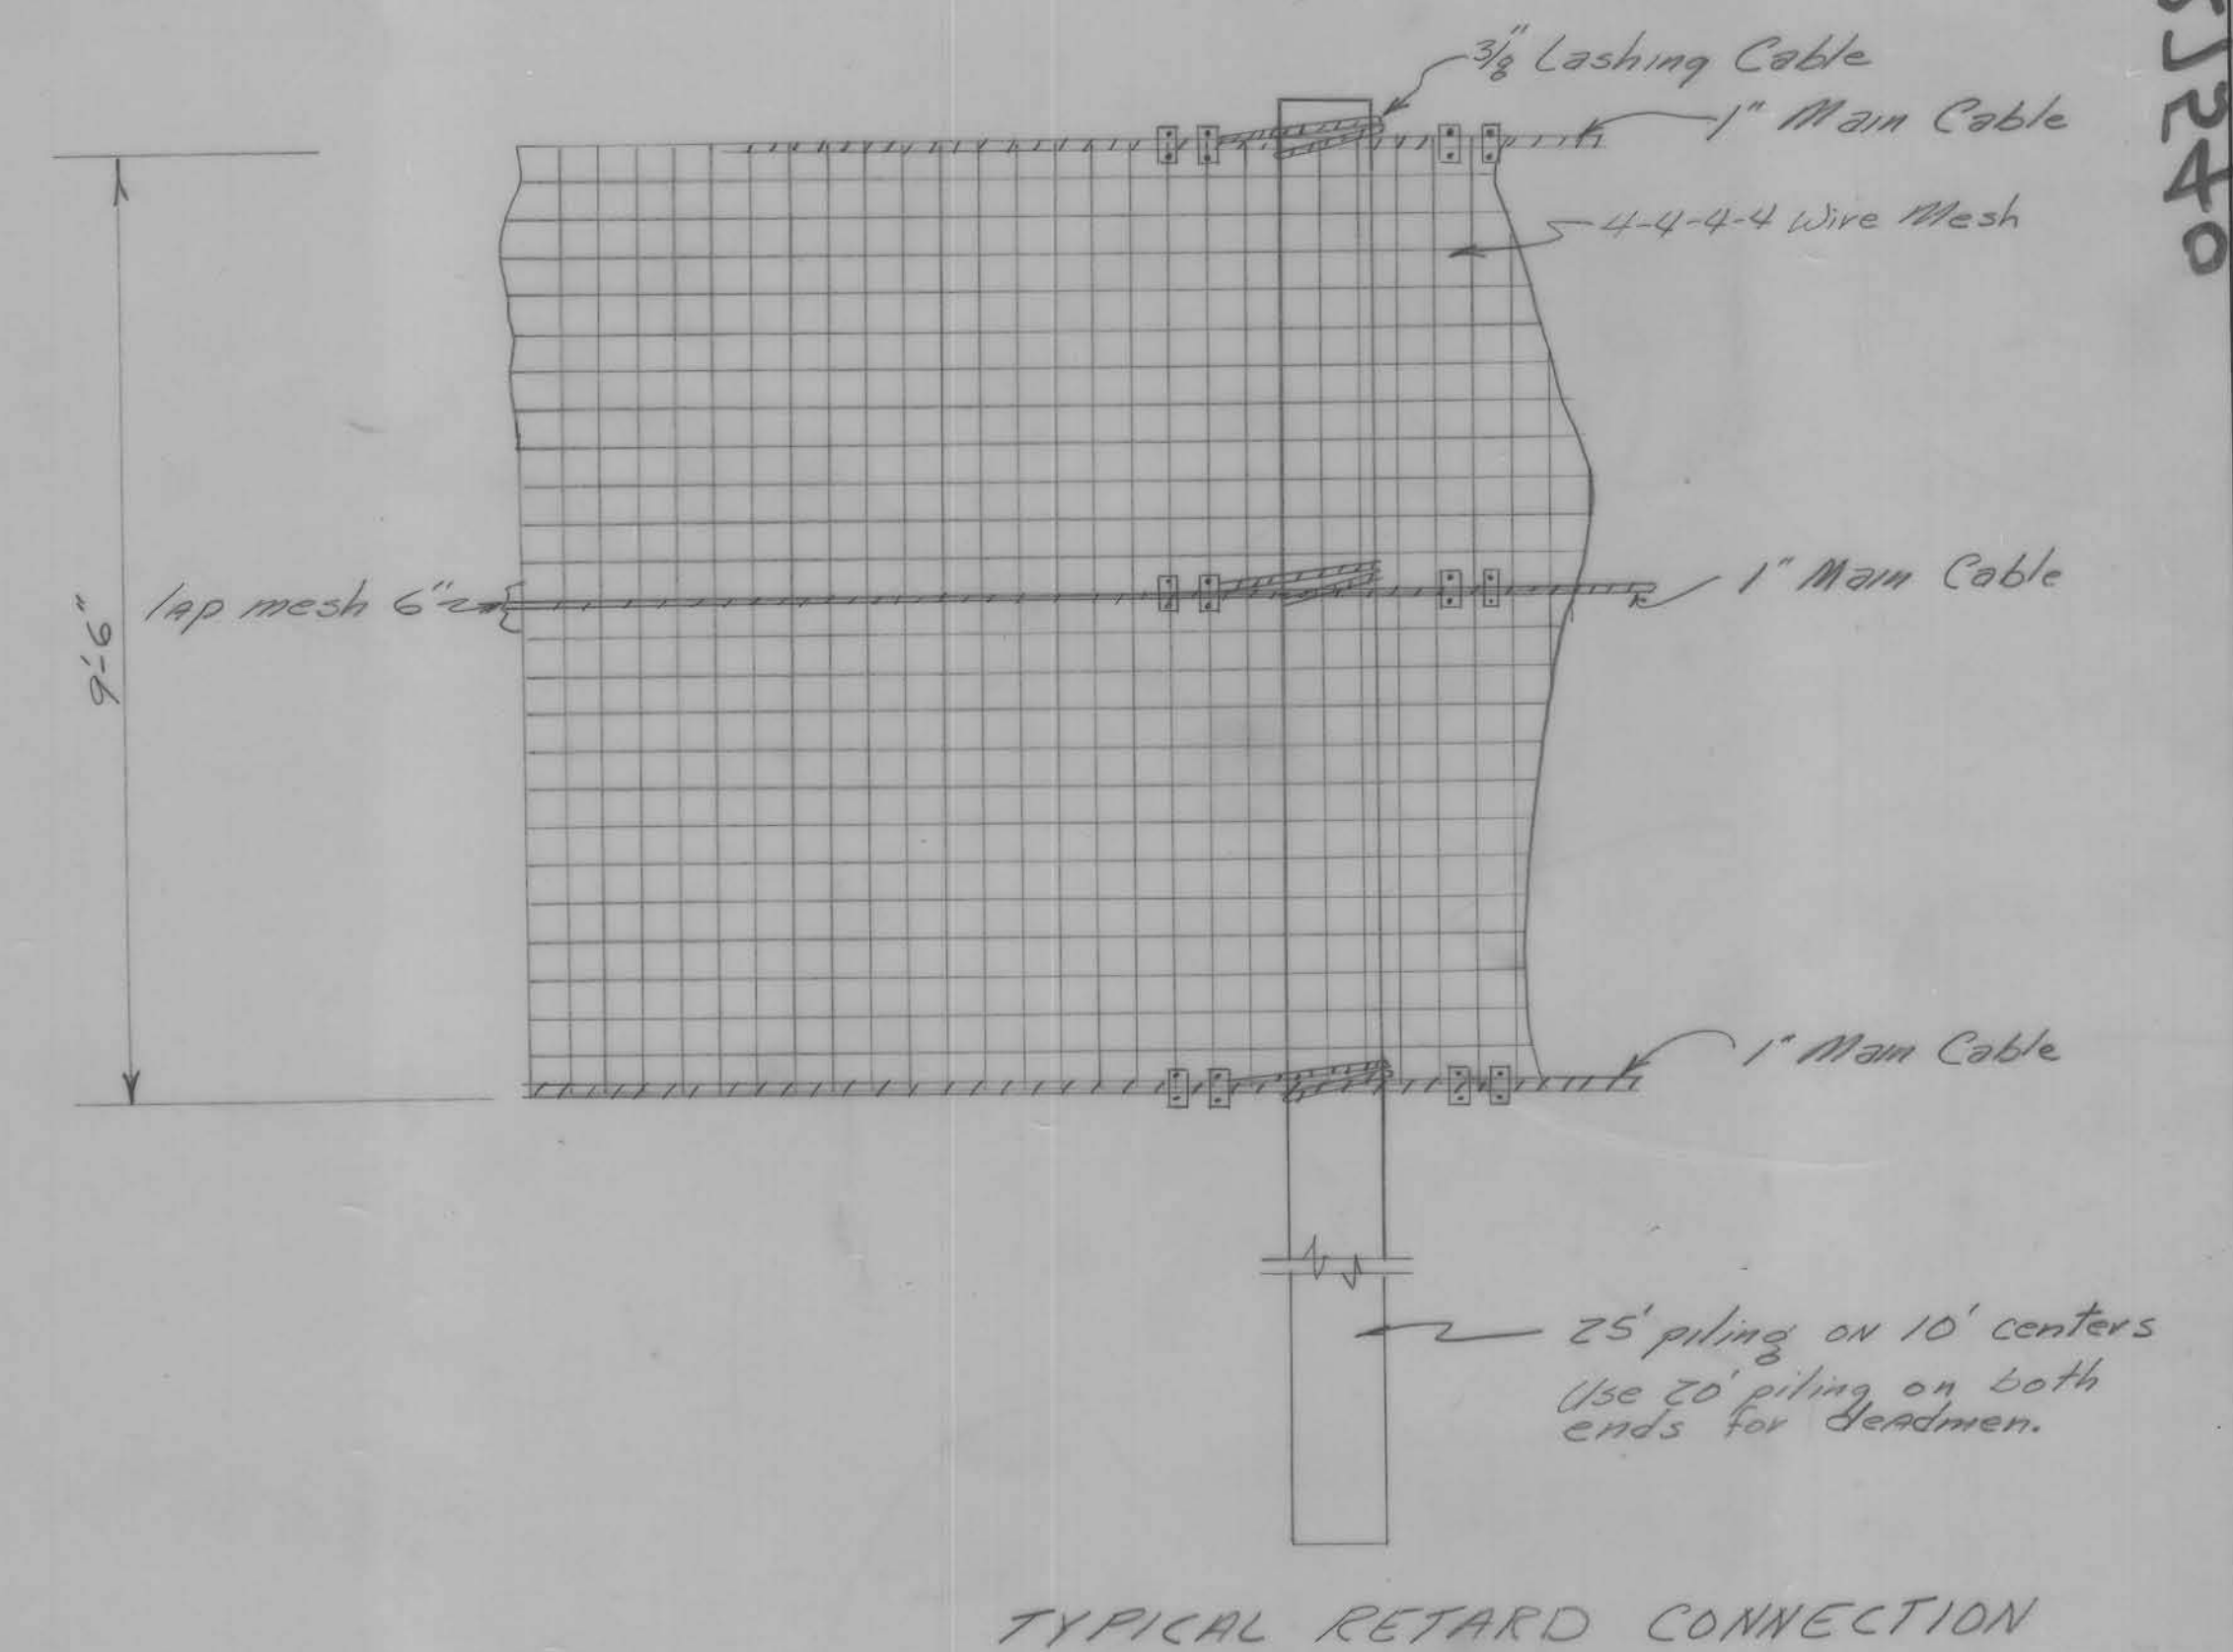 3/8" Lashing Cable
1" Main Cable
4-4-4-4 Wire Mesh
lap mesh 6"
9'-6"
1" Main Cable
1" Main Cable
25' piling on 10' centers
Use 20' piling on both
ends for deadmen.
TYPICAL RETARD CONNECTION